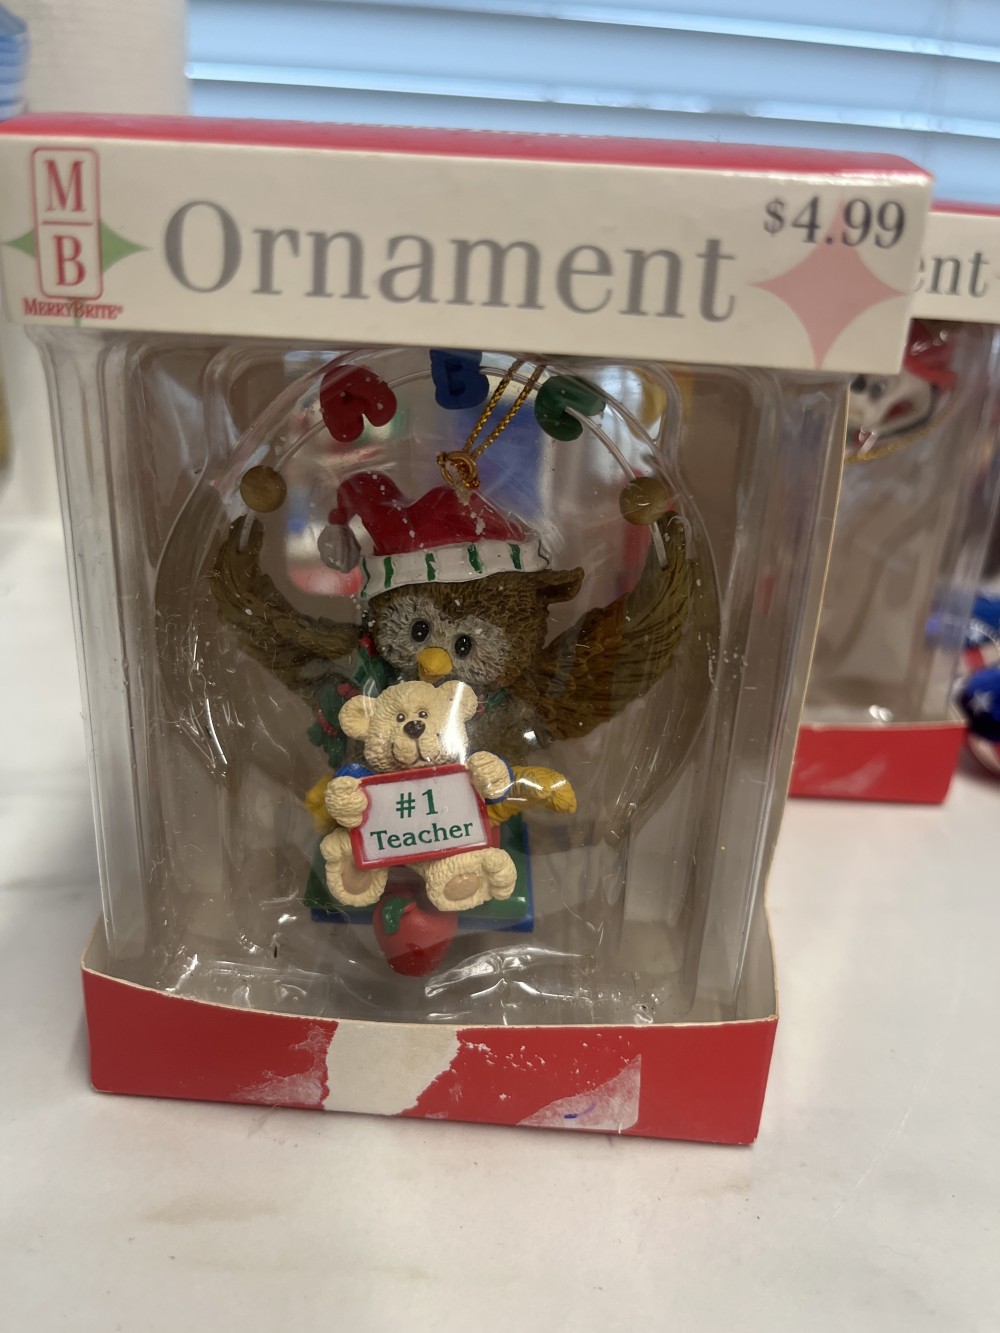 M
B
MERRYBRITE®
Ornament
$4.99
ent
B
#1
Teacher